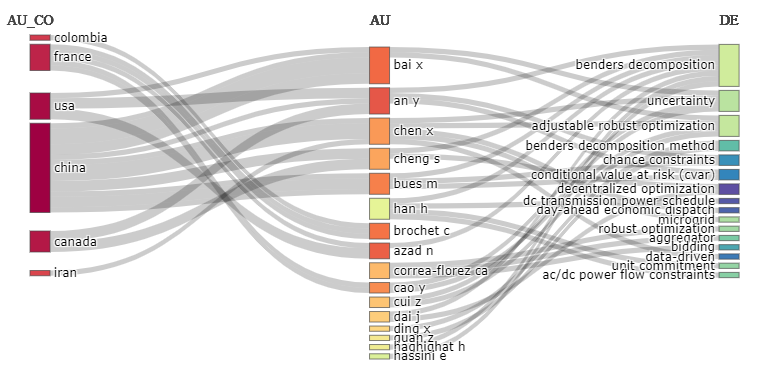 AU_CO
AU
DE
colombia
france
usa
china
canada
iran
bai x
an y
chen x
cheng s
bues m
han h
brochet c
azad n
correa-florez ca
cao y
cui z
dai j
ding x
guan z
haghighat h
hassini e
benders decomposition
uncertainty
adjustable robust optimization
benders decomposition method
chance constraints
conditional value at risk (cvar)
decentralized optimization
dc transmission power schedule
day-ahead economic dispatch
microgrid
robust optimization
aggregator
bidding
data-driven
unit commitment
ac/dc power flow constraints